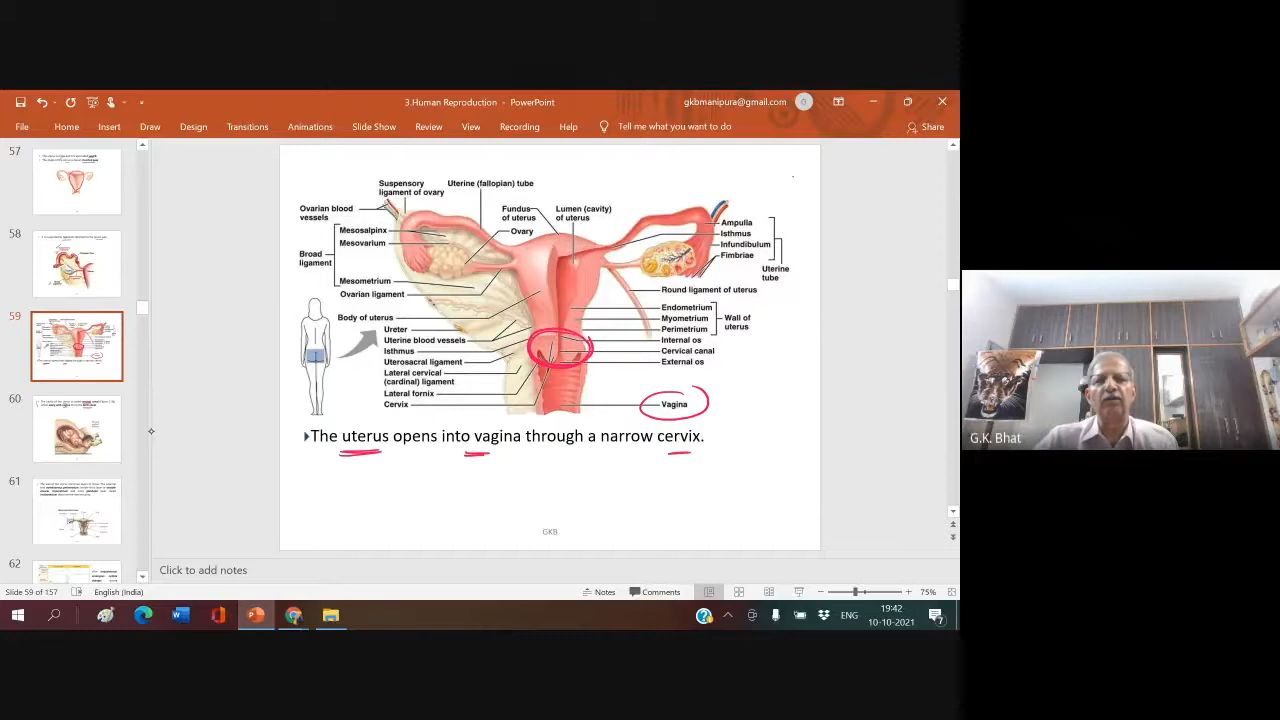 3.Human Reproduction - PowerPoint
gkbmanipura@gmail.com
G
File Home Insert Draw Design Transitions Animations Slide Show Review View Recording Help Tell me what you want to do Share
57
58
59
60
61
62
Suspensory
ligament of ovary
Uterine (fallopian) tube
Ovarian blood
vessels
Fundus
of uterus
Lumen (cavity)
of uterus
Mesosalpinx
Mesovarium
Ovary
Broad
ligament
Mesometrium
Ovarian ligament
Body of uterus
Ureter
Uterine blood vessels
Isthmus
Uterosacral ligament
Lateral cervical
(cardinal) ligament
Lateral fornix
Cervix
Ampulla
Isthmus
Infundibulum
Fimbriae
Uterine
tube
Round ligament of uterus
Endometrium
Myometrium
Perimetrium
Wall of
uterus
Internal os
Cervical canal
External os
Vagina
The uterus opens into vagina through a narrow cervix.
GKB
Click to add notes
Slide 59 of 157 English (India) Notes Comments 75%
ENG
19:42
10-10-2021
7
G.K. Bhat